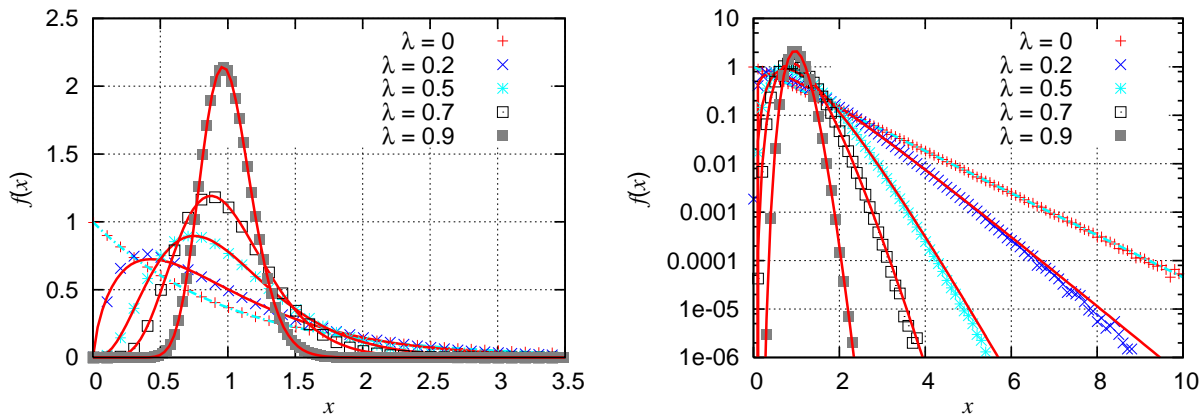 2.5
2
1.5
1
0.5
0
0 0.5 1 1.5 2 2.5 3 3.5
f(x)
x
λ = 0
λ = 0.2
λ = 0.5
λ = 0.7
λ = 0.9
10
1
0.1
0.01
0.001
0.0001
1e-05
1e-06
0 2 4 6 8 10
f(x)
x
λ = 0
λ = 0.2
λ = 0.5
λ = 0.7
λ = 0.9